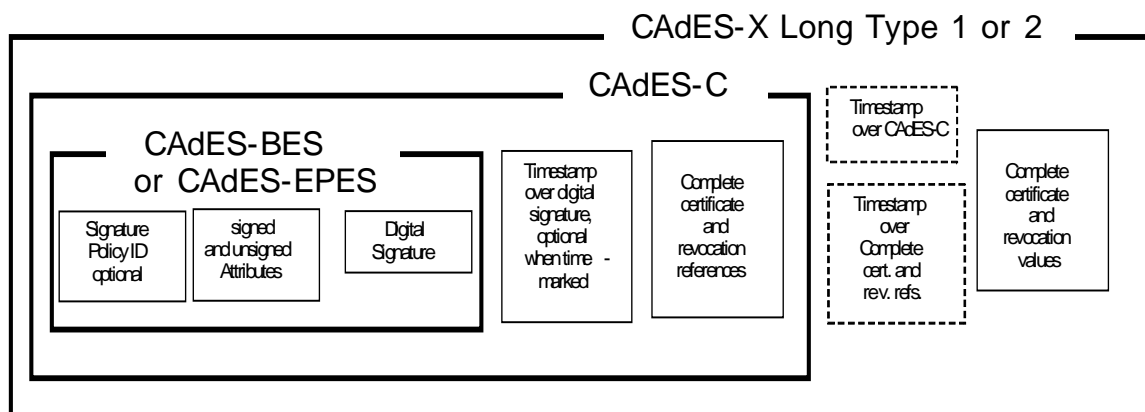 CAdES-X Long Type 1 or 2
CAdES-C
CAdES-BES
or CAdES-EPES
Signature
Policy ID
optional
signed
and unsigned
Attributes
Digital
Signature
Timestamp
over digital
signature,
optional
when time -
marked
Complete
certificate
and
revocation
references
Timestamp
over CAdES-C
Timestamp
over
Complete
cert. and
rev. refs.
Complete
certificate
and
revocation
values